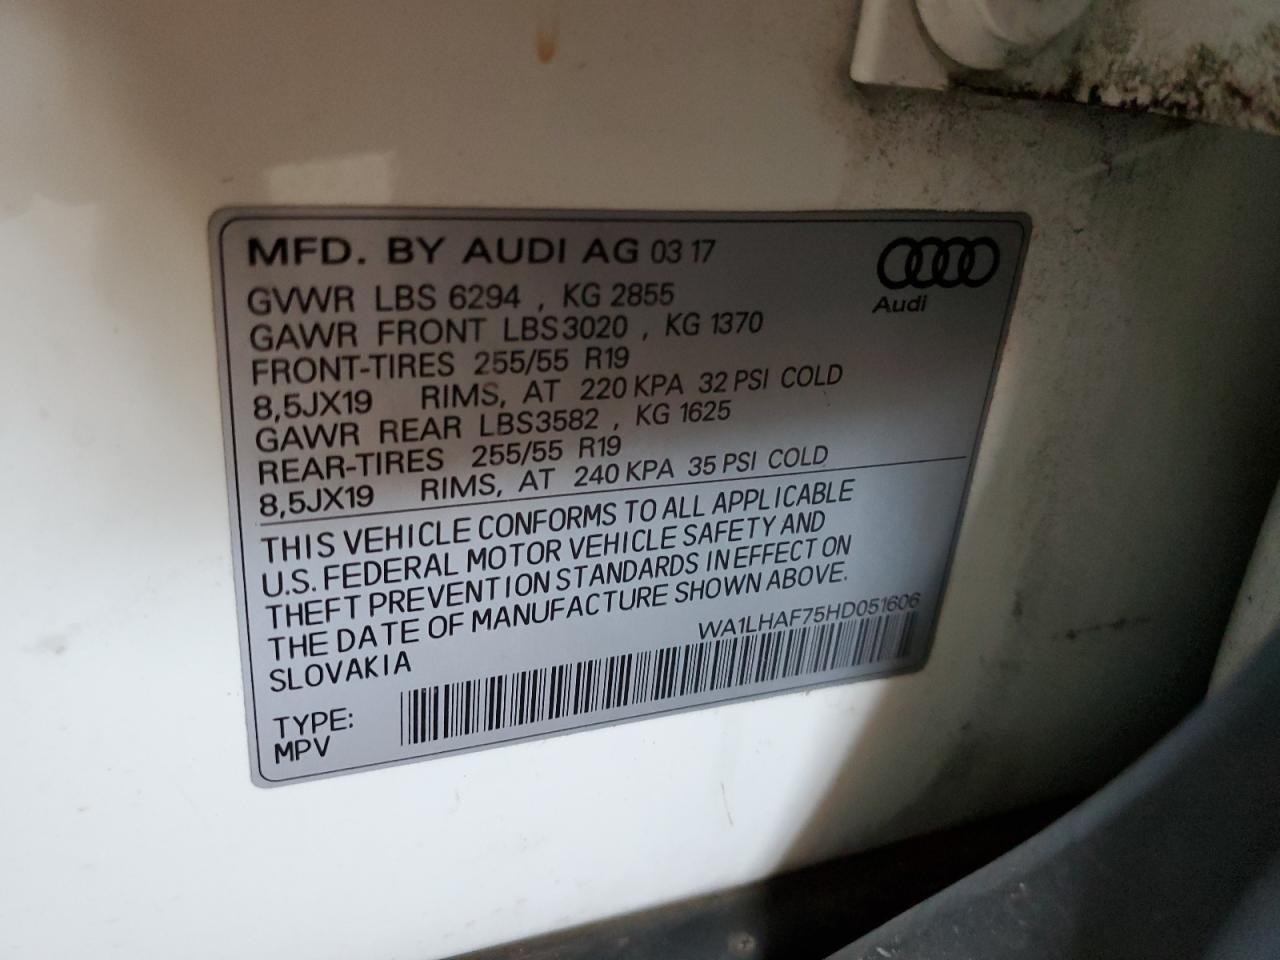 MFD. BY AUDI AG 03 17
Audi
GVWR LBS 6294 , KG 2855
GAWR FRONT LBS3020 , KG 1370
FRONT-TIRES 255/55 R19
8,5JX19 RIMS, AT 220 KPA 32 PSI COLD
GAWR REAR LBS3582 , KG 1625
REAR-TIRES 255/55 R19
8,5JX19 RIMS, AT 240 KPA 35 PSI COLD
THIS VEHICLE CONFORMS TO ALL APPLICABLE
U.S. FEDERAL MOTOR VEHICLE SAFETY AND
THEFT PREVENTION STANDARDS IN EFFECT ON
THE DATE OF MANUFACTURE SHOWN ABOVE.
SLOVAKIA
WA1LHAF75HD051606
TYPE:
MPV